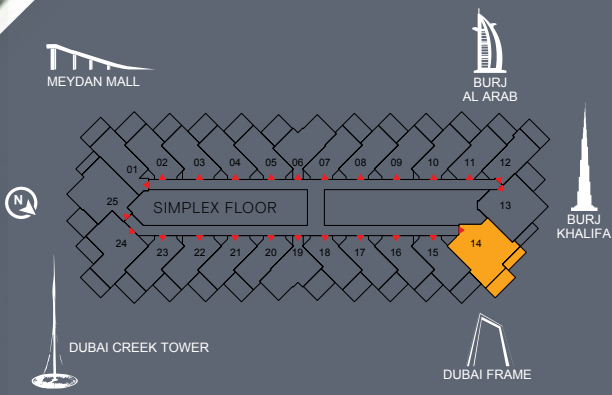 MEYDAN MALL
BURJ
AL ARAB
01 02 03 04 05 06 07 08 09 10 11 12
N
25
SIMPLEX FLOOR
13
BURJ
KHALIFA
24 23 22 21 20 19 18 17 16 15 14
DUBAI CREEK TOWER
DUBAI FRAME